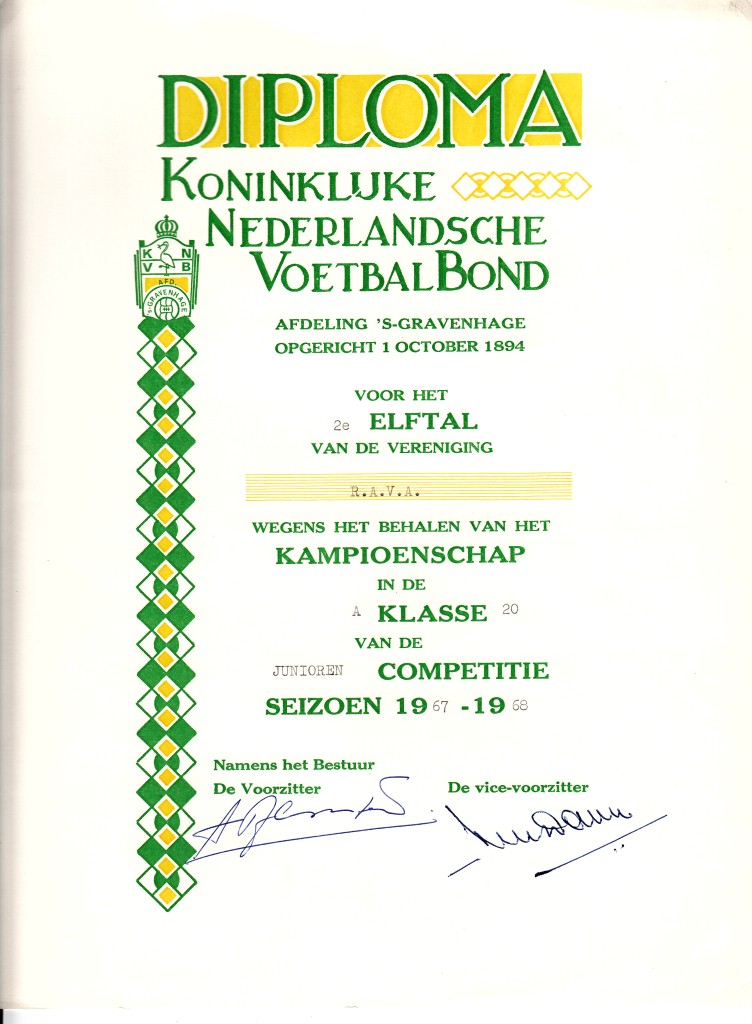 DIPLOMA
KONINKLIJKE
NEDERLANDSCHE
VOETBALBOND
K N
V B
AFD.
'S-GRAVENHAGE
AFDELING 'S-GRAVENHAGE
OPGERICHT 1 OCTOBER 1894
VOOR HET
2e ELFTAL
VAN DE VERENIGING
R.A.V.A.
WEGENS HET BEHALEN VAN HET
KAMPIOENSCHAP
IN DE
A KLASSE 20
VAN DE
JUNIOREN COMPETITIE
SEIZOEN 1967-1968
Namens het Bestuur
De Voorzitter De vice-voorzitter